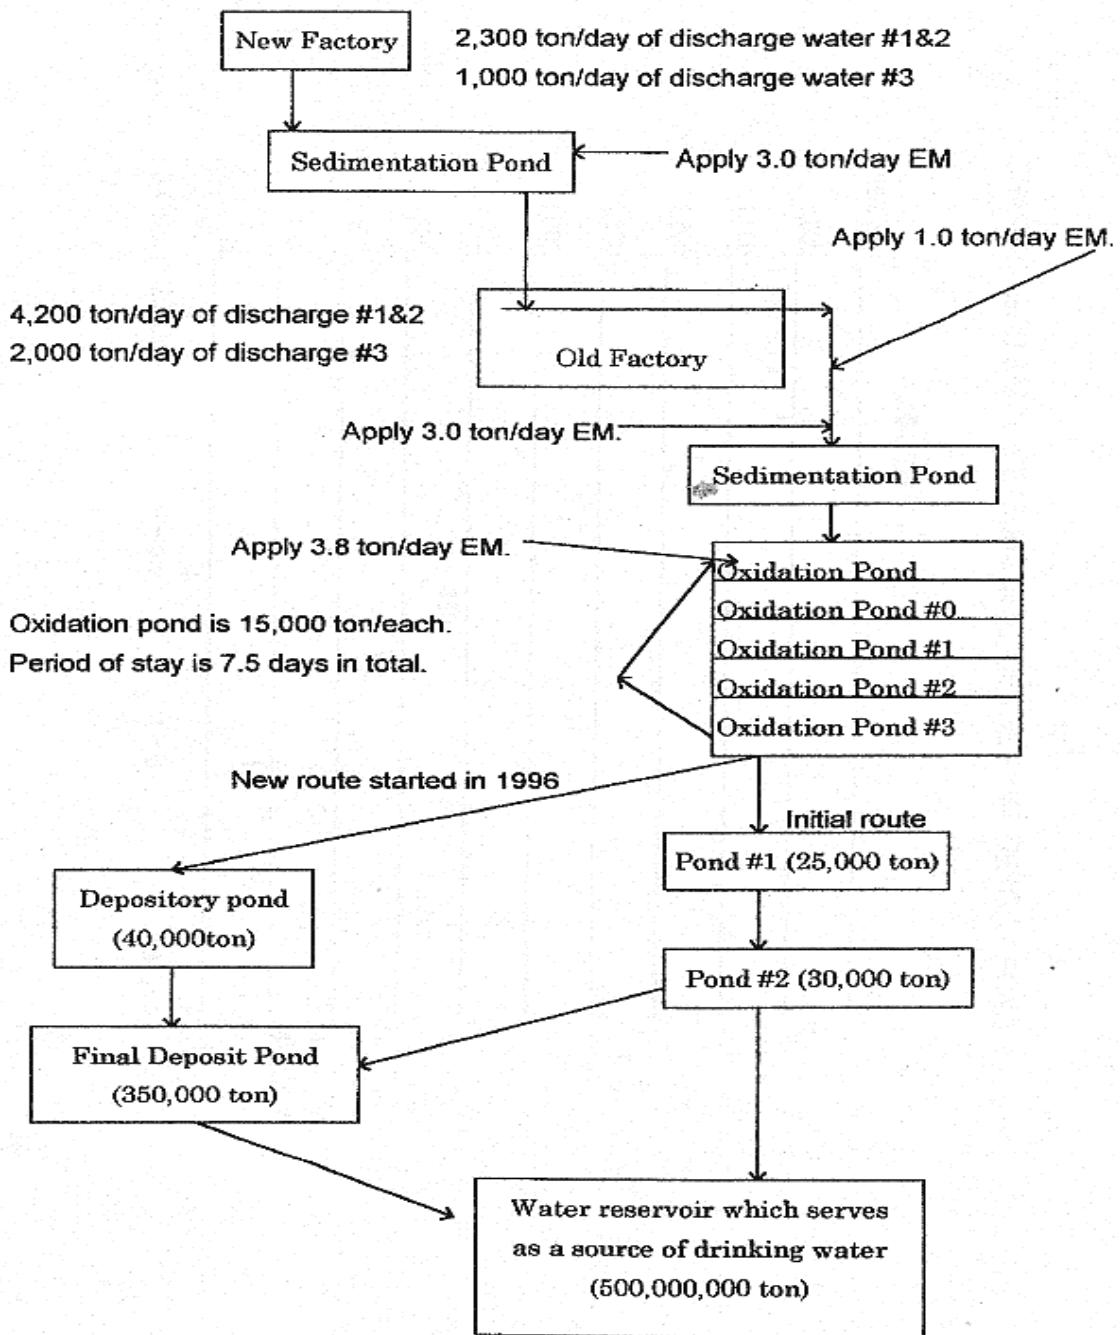 New Factory
2,300 ton/day of discharge water #1&2
1,000 ton/day of discharge water #3
Sedimentation Pond
Apply 3.0 ton/day EM
Apply 1.0 ton/day EM.
4,200 ton/day of discharge #1&2
2,000 ton/day of discharge #3
Old Factory
Apply 3.0 ton/day EM.
Sedimentation Pond
Apply 3.8 ton/day EM.
Oxidation Pond
Oxidation Pond #0
Oxidation Pond #1
Oxidation Pond #2
Oxidation Pond #3
Oxidation pond is 15,000 ton/each.
Period of stay is 7.5 days in total.
New route started in 1996
Initial route
Pond #1 (25,000 ton)
Depository pond
(40,000ton)
Pond #2 (30,000 ton)
Final Deposit Pond
(350,000 ton)
Water reservoir which serves
as a source of drinking water
(500,000,000 ton)